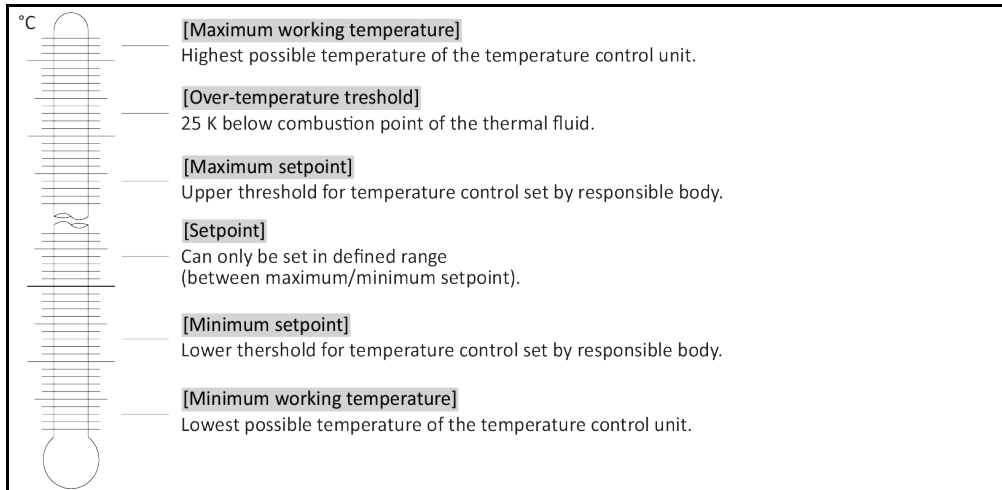 °C
[Maximum working temperature]
Highest possible temperature of the temperature control unit.
[Over-temperature treshold]
25 K below combustion point of the thermal fluid.
[Maximum setpoint]
Upper threshold for temperature control set by responsible body.
[Setpoint]
Can only be set in defined range
(between maximum/minimum setpoint).
[Minimum setpoint]
Lower thershold for temperature control set by responsible body.
[Minimum working temperature]
Lowest possible temperature of the temperature control unit.